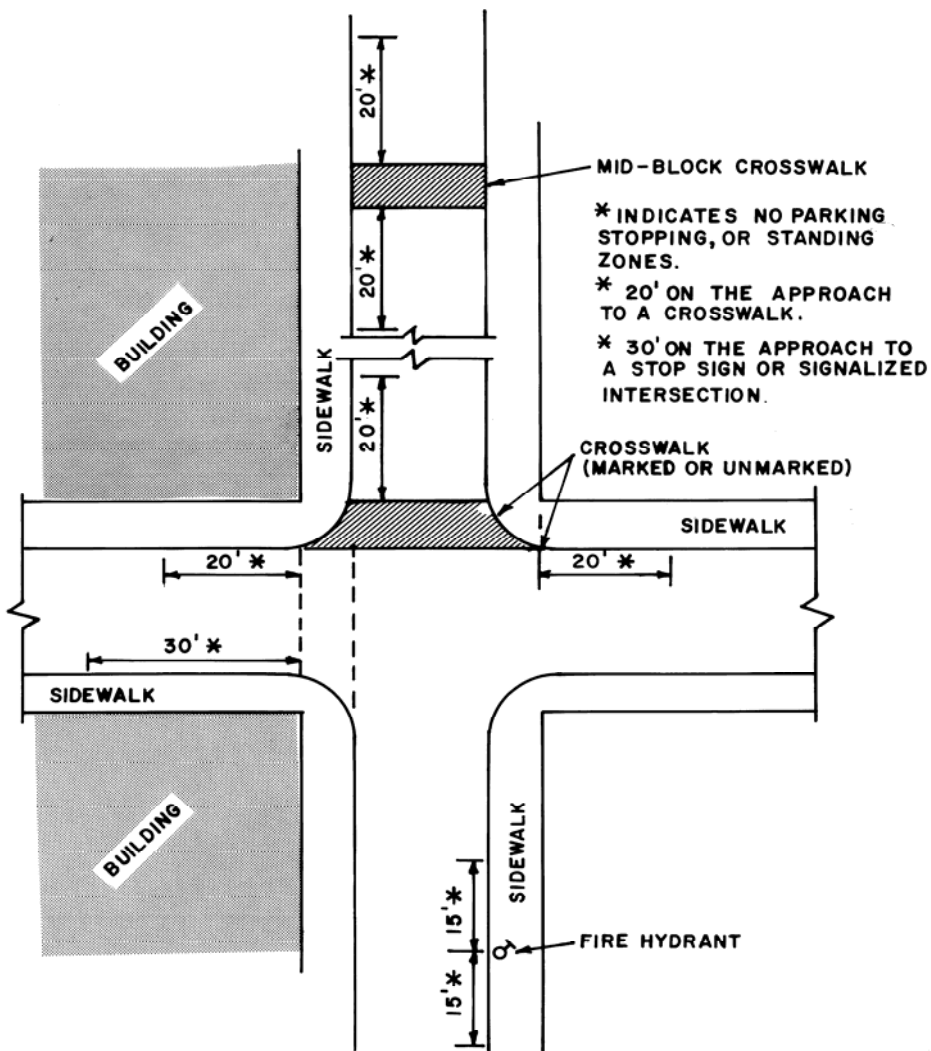 20'*
MID-BLOCK CROSSWALK
* INDICATES NO PARKING
STOPPING, OR STANDING
ZONES.
* 20' ON THE APPROACH
TO A CROSSWALK.
* 30' ON THE APPROACH TO
A STOP SIGN OR SIGNALIZED
INTERSECTION.
20'*
BUILDING
SIDEWALK
20'*
CROSSWALK
(MARKED OR UNMARKED)
SIDEWALK
20' *
20' *
30' *
SIDEWALK
BUILDING
SIDEWALK
15'*
FIRE HYDRANT
15'*